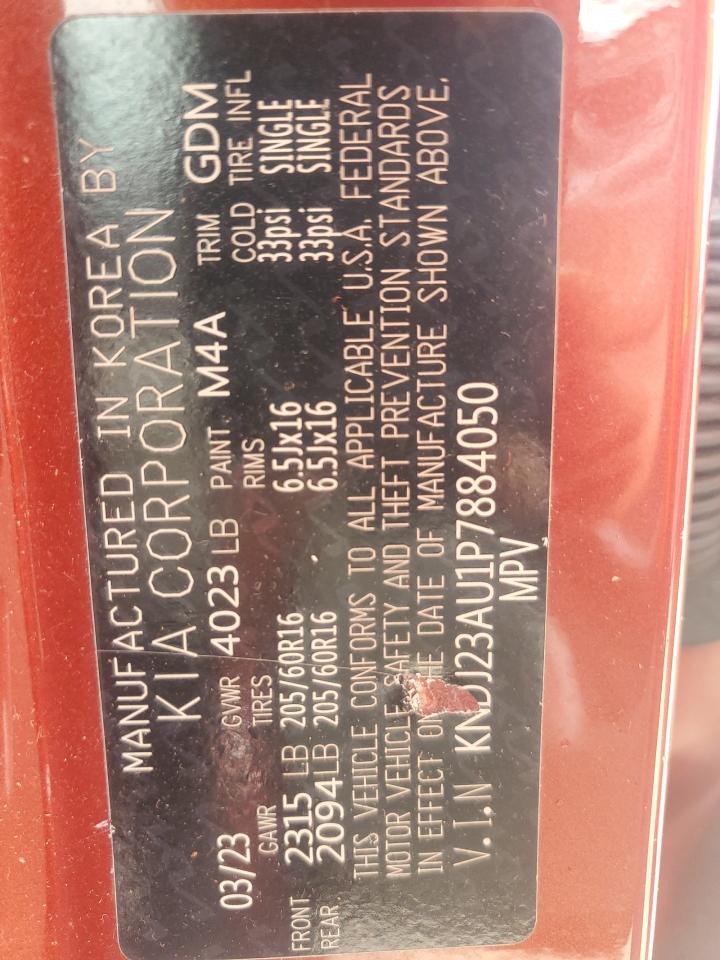 MANUFACTURED IN KOREA BY
KIA CORPORATION
03/23 GVWR 4023 LB PAINT. M4A TRIM GDM
GAWR TIRES RIMS COLD TIRE INFL
FRONT 2315 LB 205/60R16 6.5Jx16 33psi SINGLE
REAR. 2094 LB 205/60R16 6.5Jx16 33psi SINGLE
THIS VEHICLE CONFORMS TO ALL APPLICABLE U.S.A. FEDERAL
MOTOR VEHICLE SAFETY AND THEFT PREVENTION STANDARDS
IN EFFECT ON THE DATE OF MANUFACTURE SHOWN ABOVE.
V.I.N KNDJ23AU1P7884050
MPV